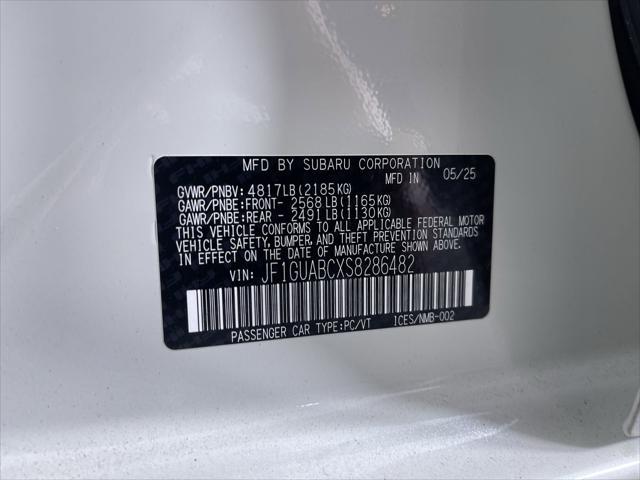 MFD BY SUBARU CORPORATION
MFD IN 05/25
GVWR/PNBV: 4817LB(2185KG)
GAWR/PNBE:FRONT- 2568LB(1165KG)
GAWR/PNBE:REAR - 2491LB(1130KG)
THIS VEHICLE CONFORMS TO ALL APPLICABLE FEDERAL MOTOR
VEHICLE SAFETY, BUMPER, AND THEFT PREVENTION STANDARDS
IN EFFECT ON THE DATE OF MANUFACTURE SHOWN ABOVE.
VIN: JF1GUABCXS8286482
PASSENGER CAR TYPE:PC/VT ICES/NMB-002